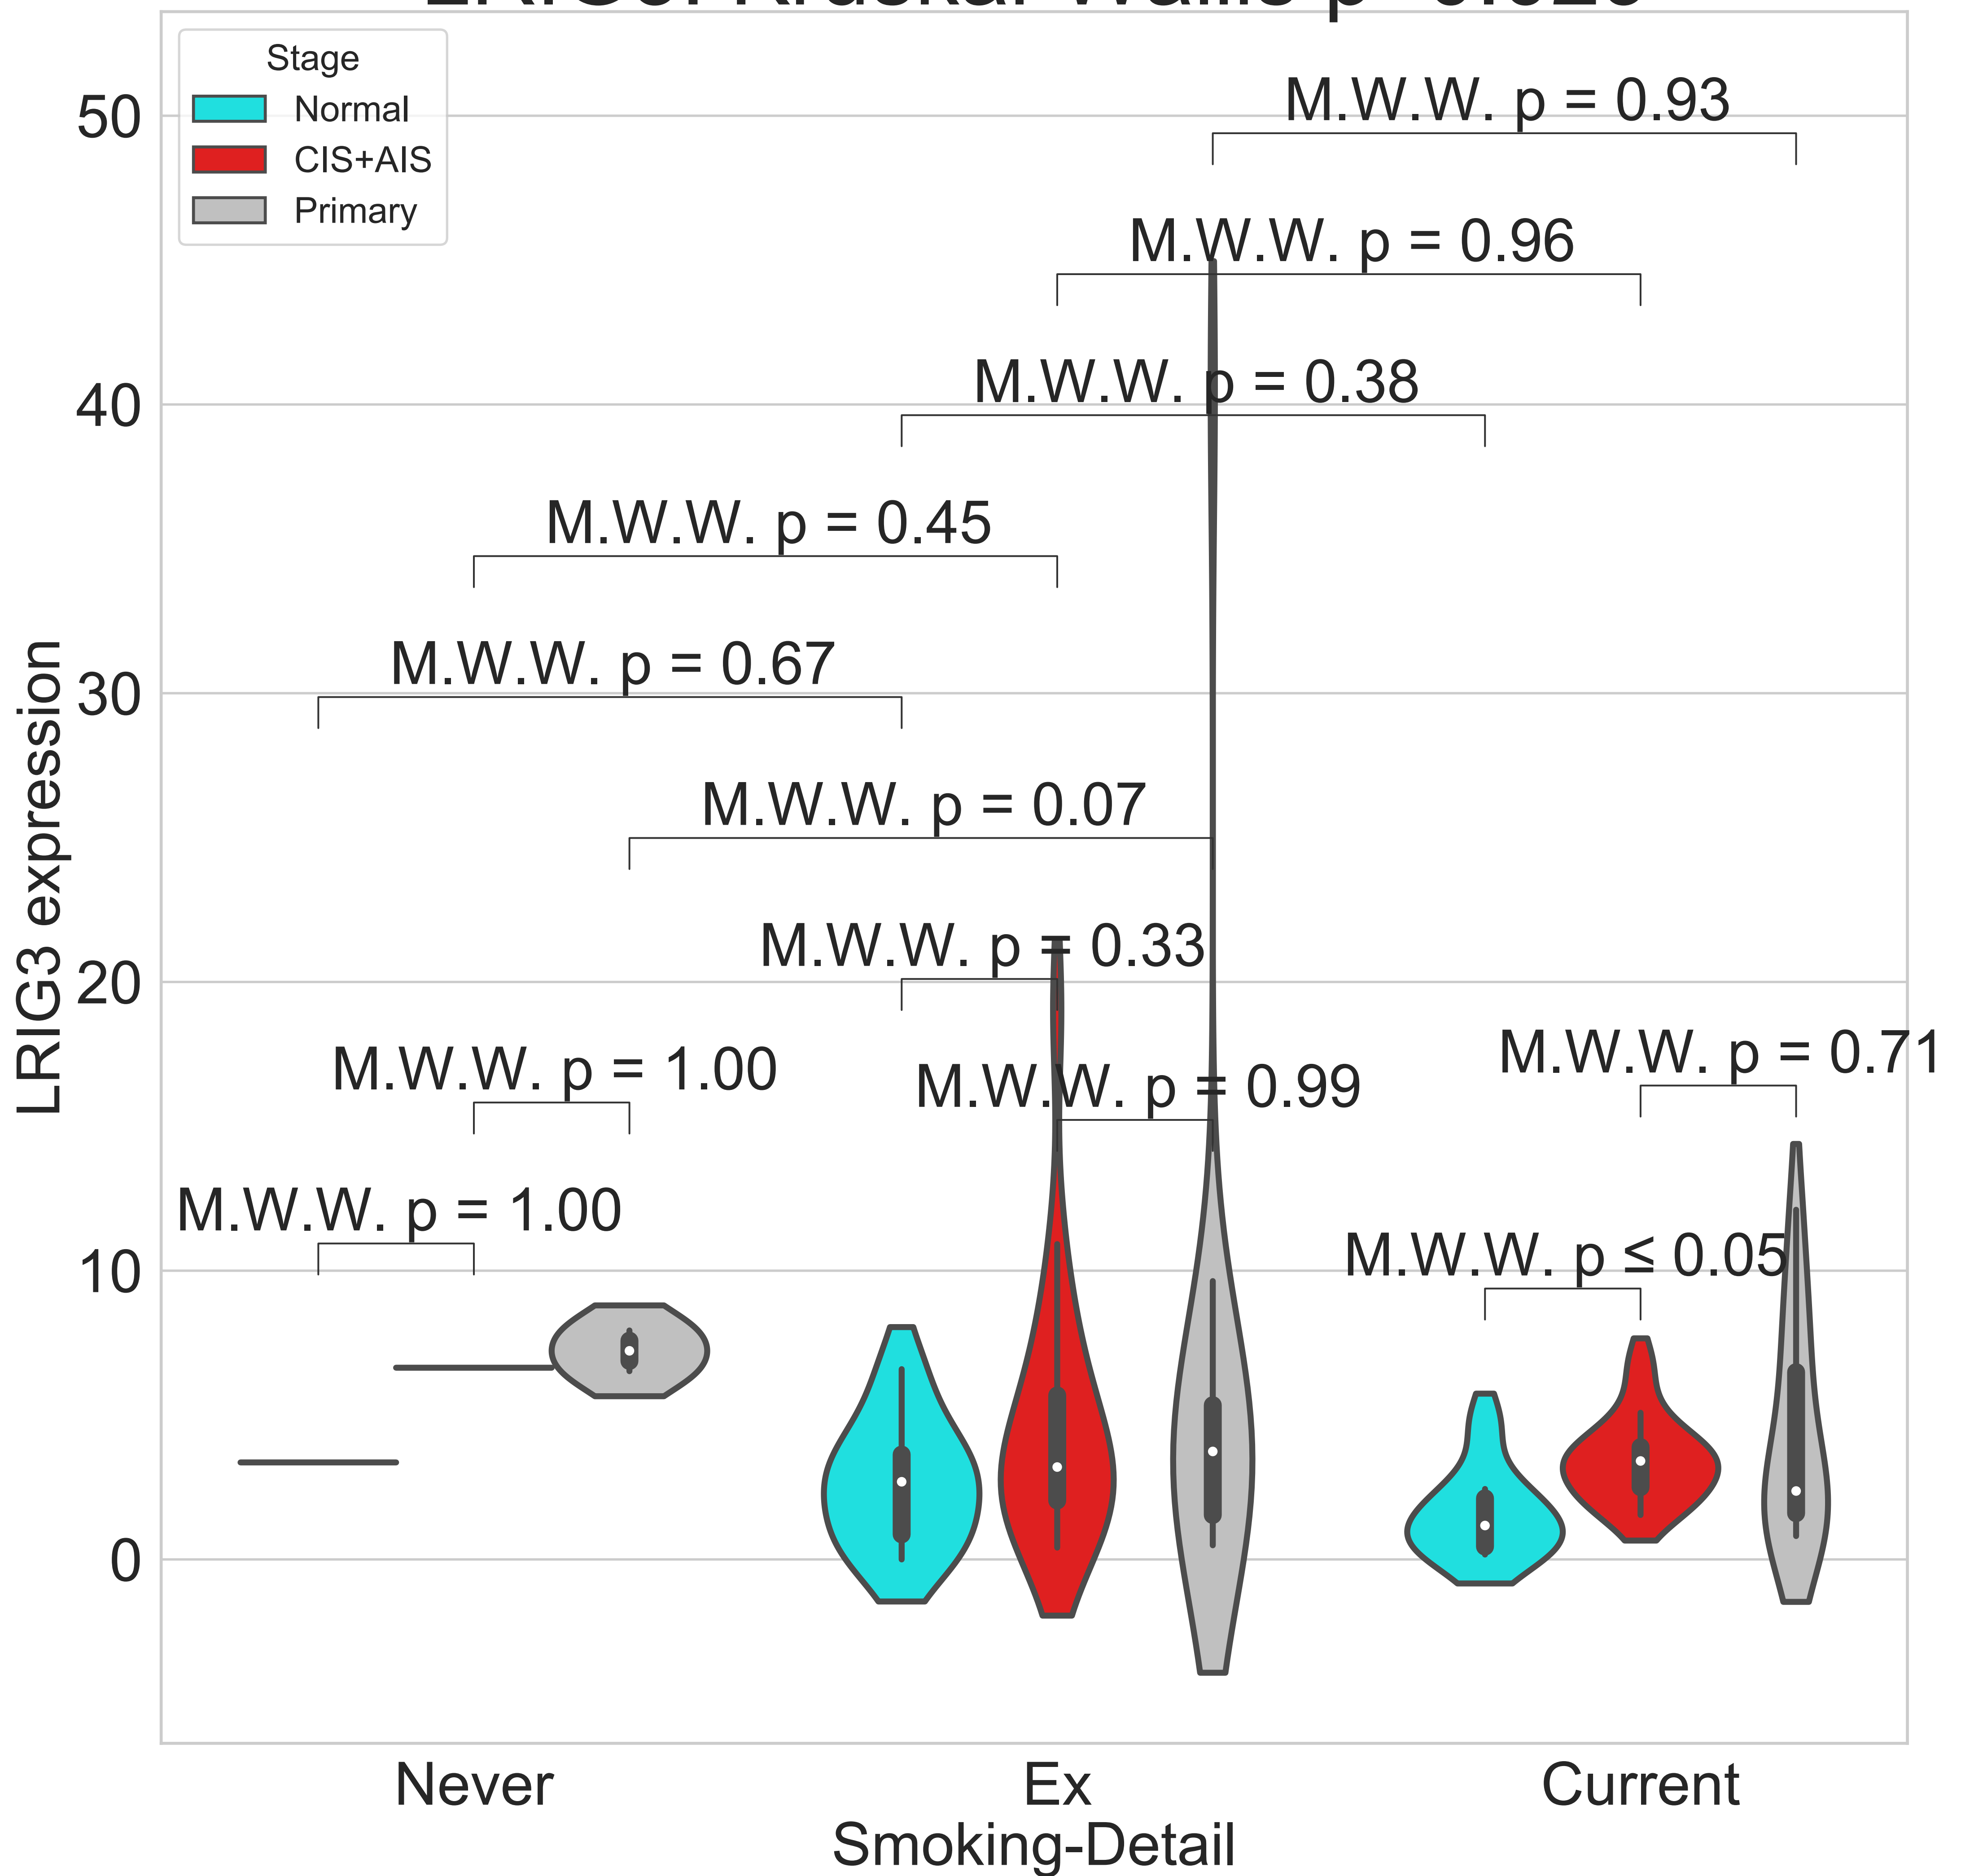 Stage
Normal
CIS+AIS
Primary
M.W.W. p = 0.93
M.W.W. p = 0.96
M.W.W. p = 0.38
M.W.W. p = 0.45
M.W.W. p = 0.67
M.W.W. p = 0.07
M.W.W. p = 0.33
M.W.W. p = 0.71
M.W.W. p = 1.00
M.W.W. p = 0.99
M.W.W. p = 1.00
M.W.W. p ≤ 0.05
50
40
30
20
10
0
LRIG3 expression
Never
Ex
Current
Smoking-Detail